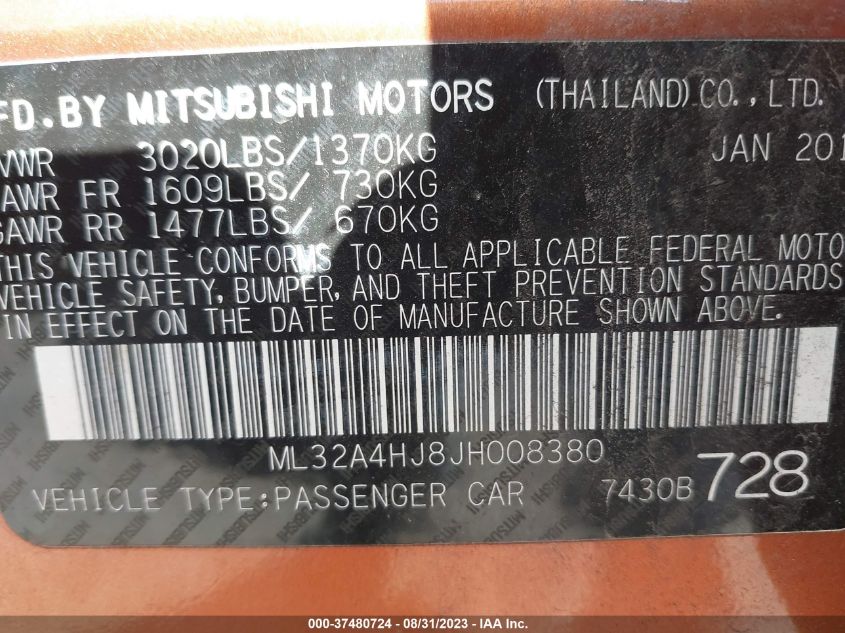 FD. BY MITSUBISHI MOTORS (THAILAND) CO., LTD.
VWR 3020LBS/1370KG JAN 201
AWR FR 1609LBS/ 730KG
GAWR RR 1477LBS/ 670KG
THIS VEHICLE CONFORMS TO ALL APPLICABLE FEDERAL MOTO
VEHICLE SAFETY, BUMPER, AND THEFT PREVENTION STANDARDS
IN EFFECT ON THE DATE OF MANUFACTURE SHOWN ABOVE.
ML32A4HJ8JH008380
VEHICLE TYPE:PASSENGER CAR 7430B 728
000-37480724 - 08/31/2023 - IAA Inc.